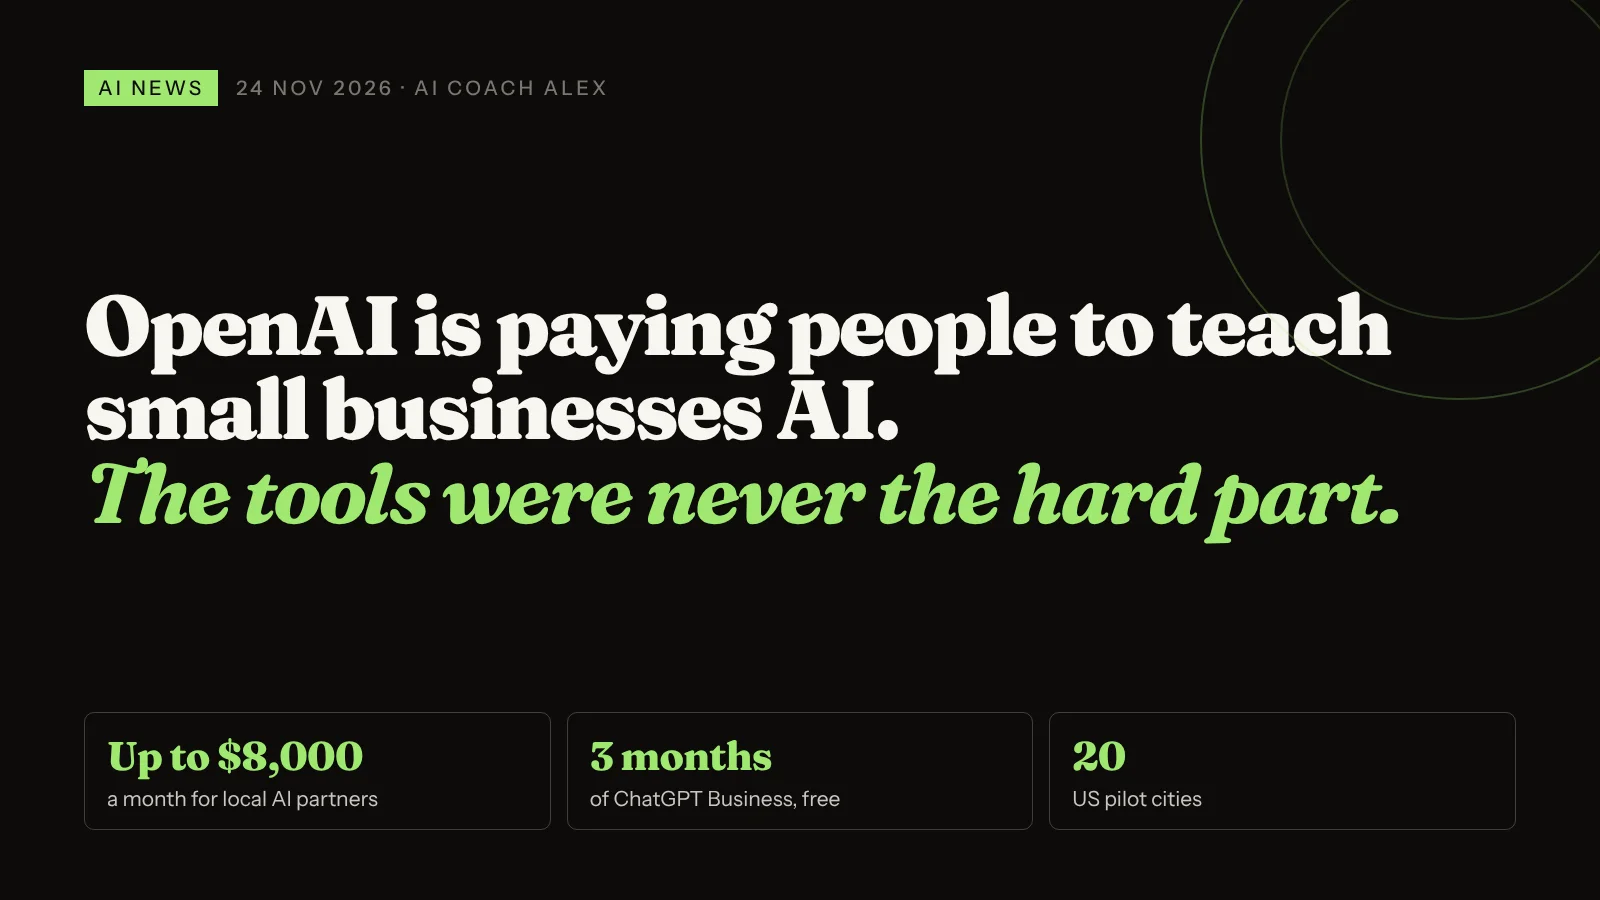 AI NEWS 24 NOV 2026 · AI COACH ALEX
OpenAI is paying people to teach
small businesses AI.
The tools were never the hard part.
Up to $8,000
a month for local AI partners
3 months
of ChatGPT Business, free
20
US pilot cities